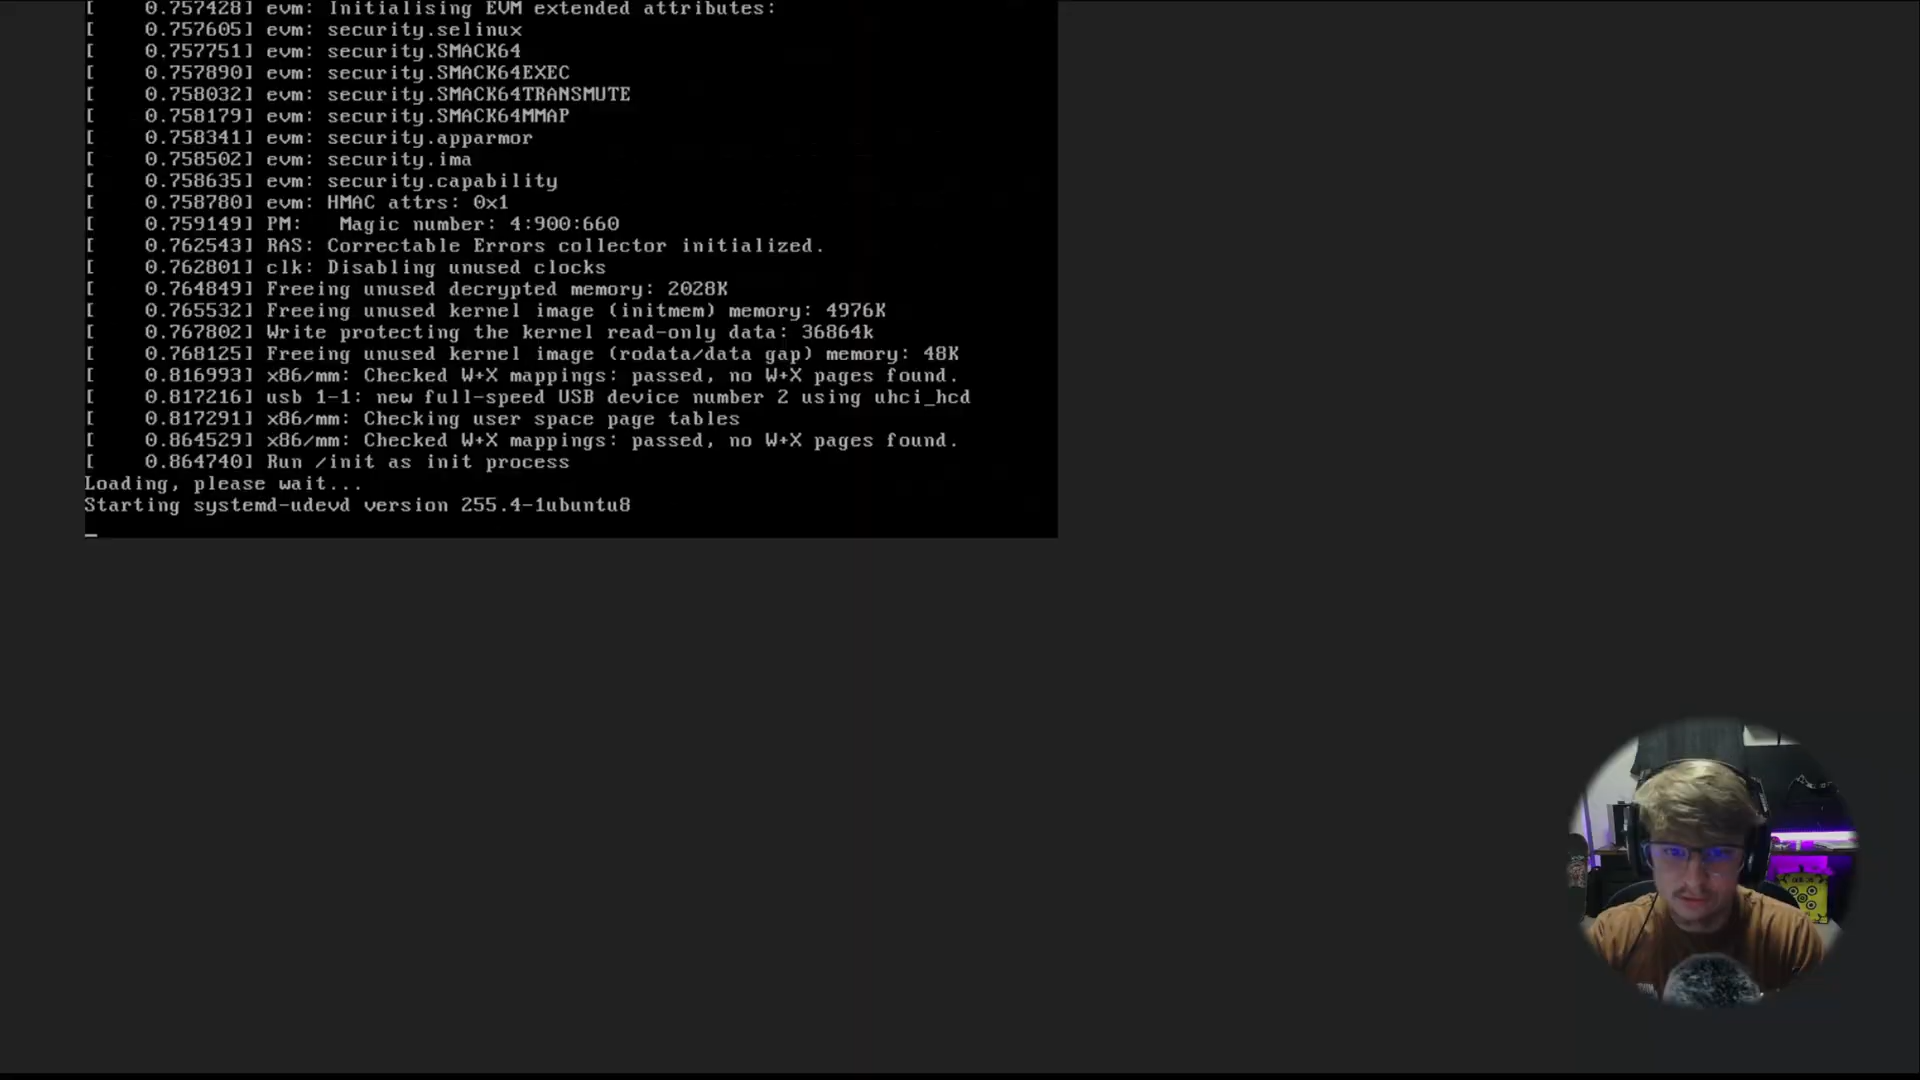 [    0.757428] evm: Initialising EVM extended attributes:
[    0.757605] evm: security.selinux
[    0.757751] evm: security.SMACK64
[    0.757890] evm: security.SMACK64EXEC
[    0.758032] evm: security.SMACK64TRANSMUTE
[    0.758179] evm: security.SMACK64MMAP
[    0.758341] evm: security.apparmor
[    0.758502] evm: security.ima
[    0.758635] evm: security.capability
[    0.758780] evm: HMAC attrs: 0x1
[    0.759149] PM:   Magic number: 4:900:660
[    0.762543] RAS: Correctable Errors collector initialized.
[    0.762801] clk: Disabling unused clocks
[    0.764849] Freeing unused decrypted memory: 2028K
[    0.765532] Freeing unused kernel image (initmem) memory: 4976K
[    0.767802] Write protecting the kernel read-only data: 36864k
[    0.768125] Freeing unused kernel image (rodata/data gap) memory: 48K
[    0.816993] x86/mm: Checked W+X mappings: passed, no W+X pages found.
[    0.817216] usb 1-1: new full-speed USB device number 2 using uhci_hcd
[    0.817291] x86/mm: Checking user space page tables
[    0.864529] x86/mm: Checked W+X mappings: passed, no W+X pages found.
[    0.864740] Run /init as init process
Loading, please wait...
Starting systemd-udevd version 255.4-1ubuntu8